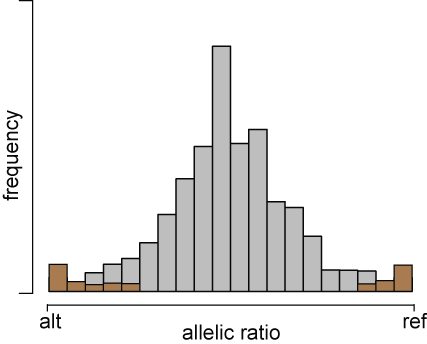 frequency
alt
ref
allelic ratio